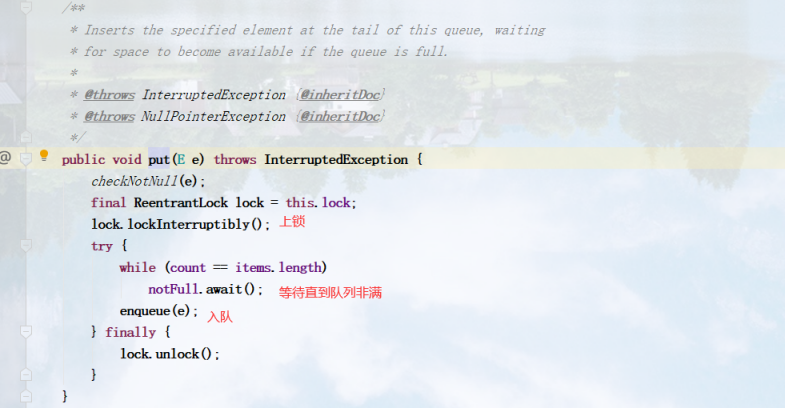 /**
 * Inserts the specified element at the tail of this queue, waiting
 * for space to become available if the queue is full.
 *
 * @throws InterruptedException {@inheritDoc}
 * @throws NullPointerException {@inheritDoc}
 */
@ public void put(E e) throws InterruptedException {
checkNotNull(e);
final ReentrantLock lock = this.lock;
lock.lockInterruptibly(); 上锁
try {
while (count == items.length)
notFull.await(); 等待直到队列非满
enqueue(e); 入队
} finally {
lock.unlock();
}
}